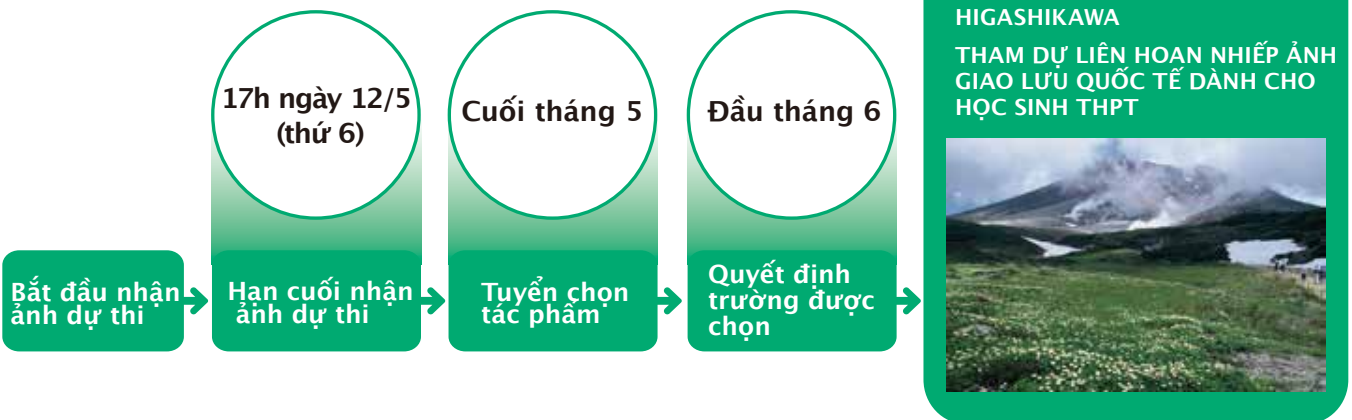 17h ngày 12/5
(thứ 6)
Cuối tháng 5
Đầu tháng 6
Bắt đầu nhận
ảnh dự thi
Hạn cuối nhận
ảnh dự thi
Tuyển chọn
tác phẩm
Quyết định
trường được
chọn
HIGASHIKAWA
THAM DỰ LIÊN HOAN NHIẾP ẢNH
GIAO LƯU QUỐC TẾ DÀNH CHO
HỌC SINH THPT